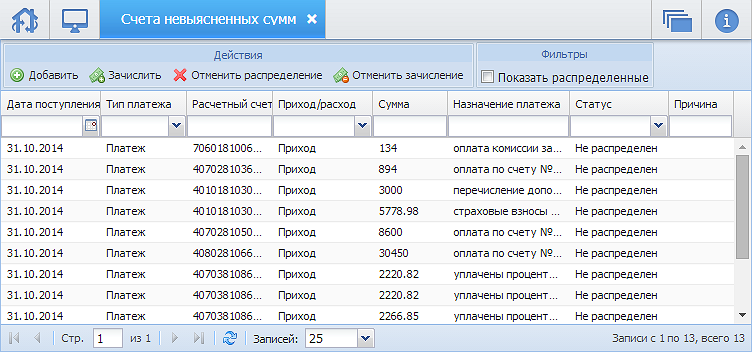 Счета невыясненных сумм
Действия Фильтры
Добавить Зачислить Отменить распределение Отменить зачисление Показать распределенные
Дата поступления Тип платежа Расчетный счет Приход/расход Сумма Назначение платежа Статус Причина
31.10.2014 Платеж 7060181006... Приход 134 оплата комиссии за... Не распределен
31.10.2014 Платеж 4070281036... Приход 894 оплата по счету №... Не распределен
31.10.2014 Платеж 4010181030... Приход 3000 перечисление допо... Не распределен
31.10.2014 Платеж 4010181030... Приход 5778.98 страховые взносы ... Не распределен
31.10.2014 Платеж 4070281050... Приход 8600 оплата по счету №... Не распределен
31.10.2014 Платеж 4080281066... Приход 30450 оплата по счету №... Не распределен
31.10.2014 Платеж 4070381086... Приход 2220.82 уплачены процент... Не распределен
31.10.2014 Платеж 4070381086... Приход 2220.82 уплачены процент... Не распределен
31.10.2014 Платеж 4070381086... Приход 2266.85 уплачены процент... Не распределен
Стр. 1 из 1 Записей: 25 Записи с 1 по 13, всего 13